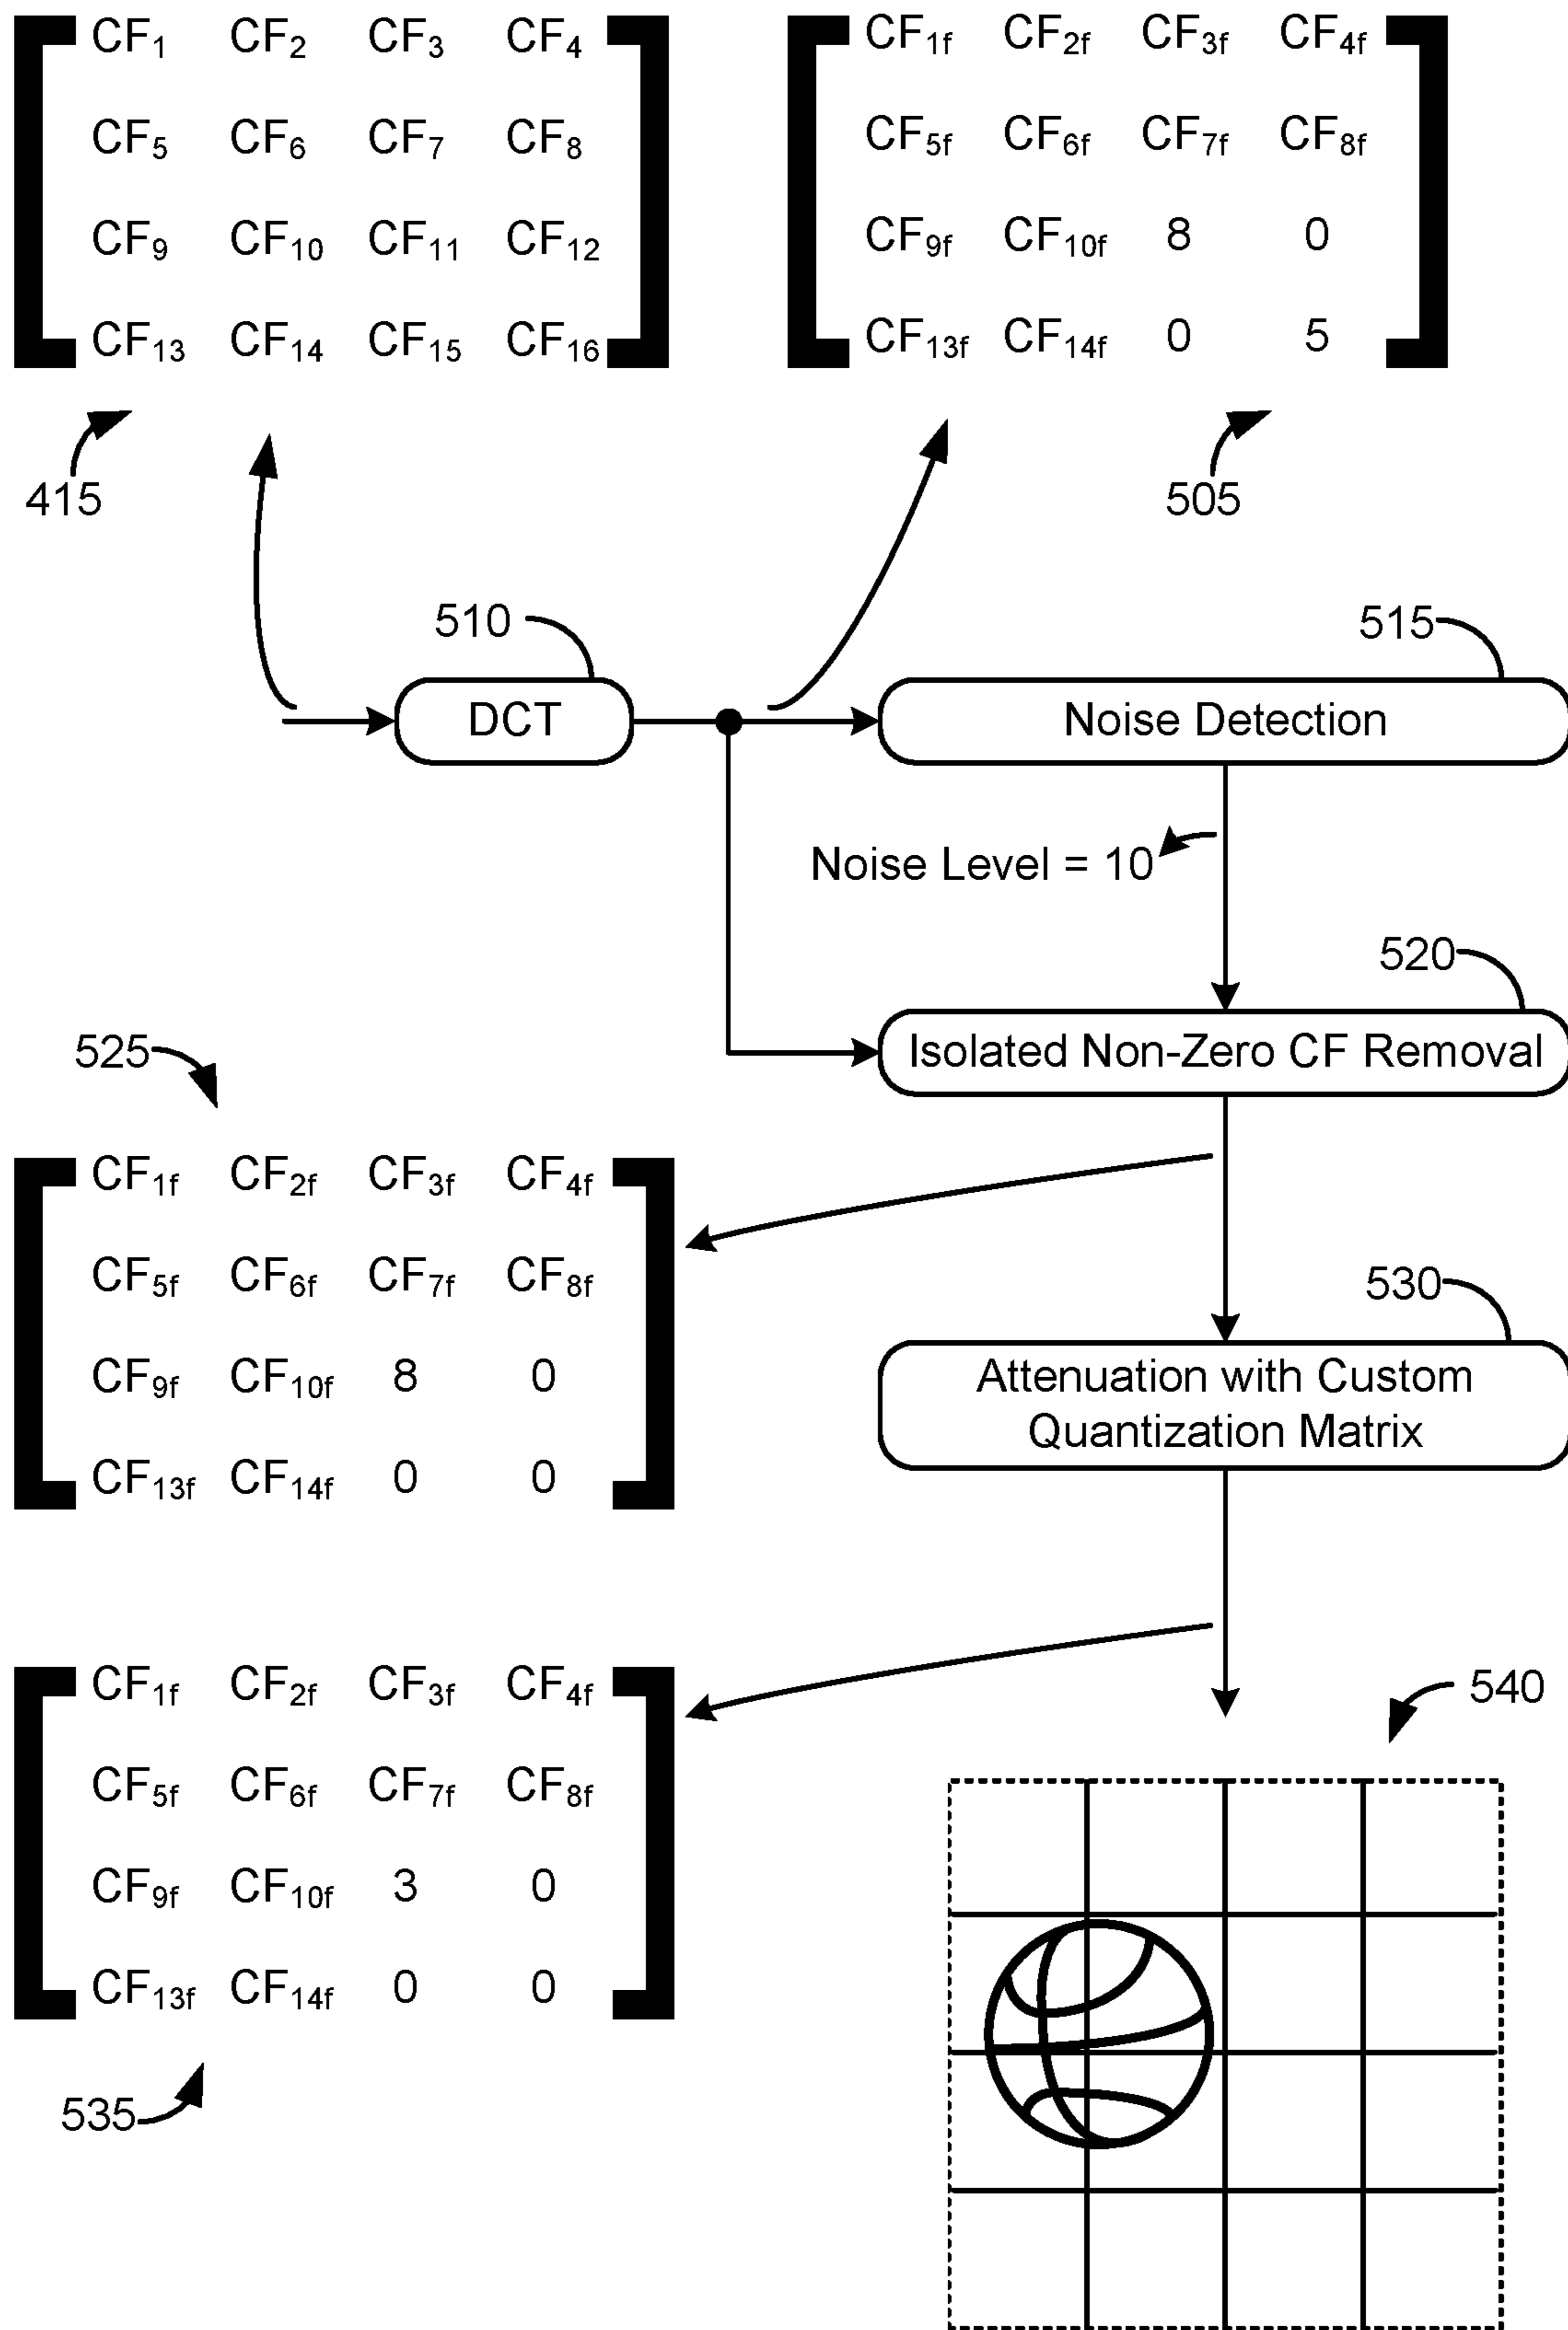 CF₁ CF₂ CF₃ CF₄
CF₅ CF₆ CF₇ CF₈
CF₉ CF₁₀ CF₁₁ CF₁₂
CF₁₃ CF₁₄ CF₁₅ CF₁₆
415
CF1f CF2f CF3f CF4f
CF5f CF6f CF7f CF8f
CF9f CF10f 8 0
CF13f CF14f 0 5
505
510
DCT
515
Noise Detection
Noise Level = 10
520
Isolated Non-Zero CF Removal
525
CF1f CF2f CF3f CF4f
CF5f CF6f CF7f CF8f
CF9f CF10f 8 0
CF13f CF14f 0 0
530
Attenuation with Custom
Quantization Matrix
CF1f CF2f CF3f CF4f
CF5f CF6f CF7f CF8f
CF9f CF10f 3 0
CF13f CF14f 0 0
535
540